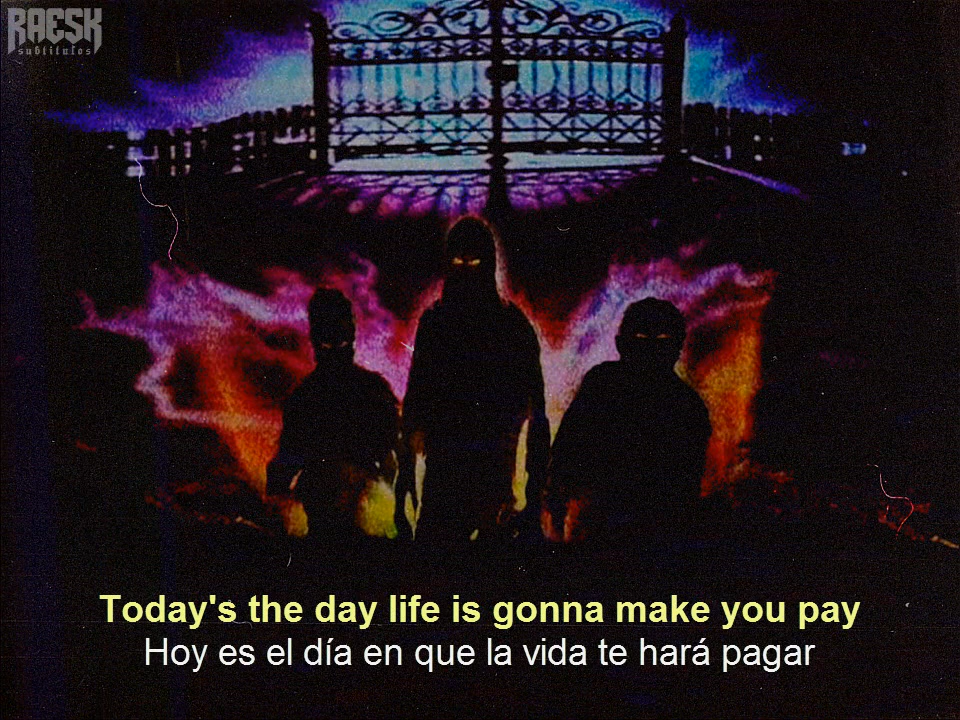 RAESK
subtitulos
Today's the day life is gonna make you pay
Hoy es el día en que la vida te hará pagar